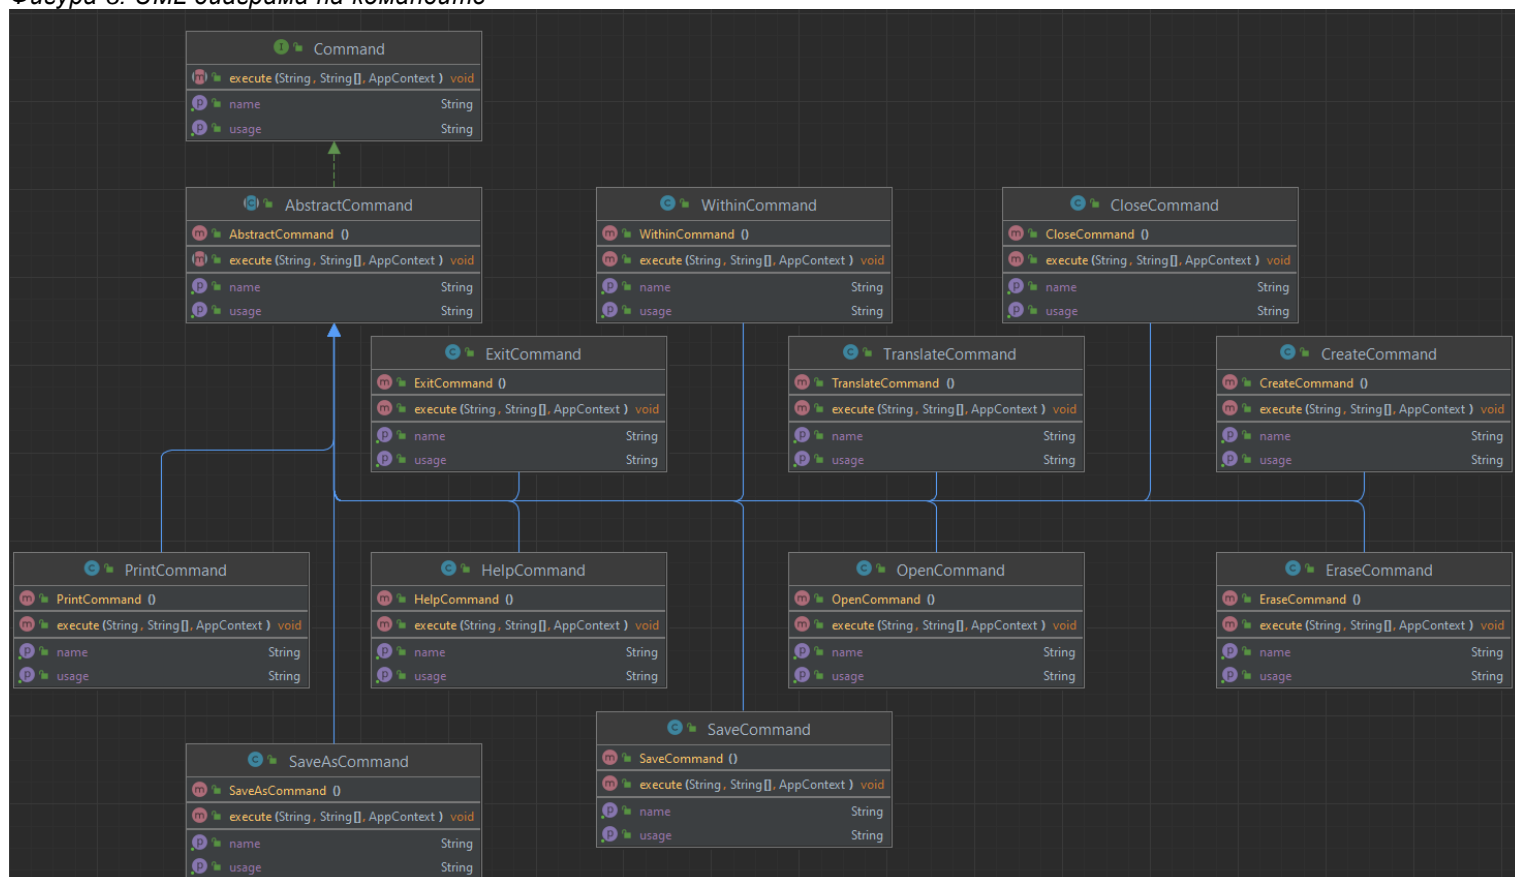 Фигура 8. UML диаграма на командите
Command
execute (String, String[], AppContext) void
name String
usage String
AbstractCommand
AbstractCommand ()
execute (String, String[], AppContext) void
name String
usage String
WithinCommand
WithinCommand ()
execute (String, String[], AppContext) void
name String
usage String
CloseCommand
CloseCommand ()
execute (String, String[], AppContext) void
name String
usage String
ExitCommand
ExitCommand ()
execute (String, String[], AppContext) void
name String
usage String
TranslateCommand
TranslateCommand ()
execute (String, String[], AppContext) void
name String
usage String
CreateCommand
CreateCommand ()
execute (String, String[], AppContext) void
name String
usage String
PrintCommand
PrintCommand ()
execute (String, String[], AppContext) void
name String
usage String
HelpCommand
HelpCommand ()
execute (String, String[], AppContext) void
name String
usage String
OpenCommand
OpenCommand ()
execute (String, String[], AppContext) void
name String
usage String
EraseCommand
EraseCommand ()
execute (String, String[], AppContext) void
name String
usage String
SaveAsCommand
SaveAsCommand ()
execute (String, String[], AppContext) void
name String
usage String
SaveCommand
SaveCommand ()
execute (String, String[], AppContext) void
name String
usage String